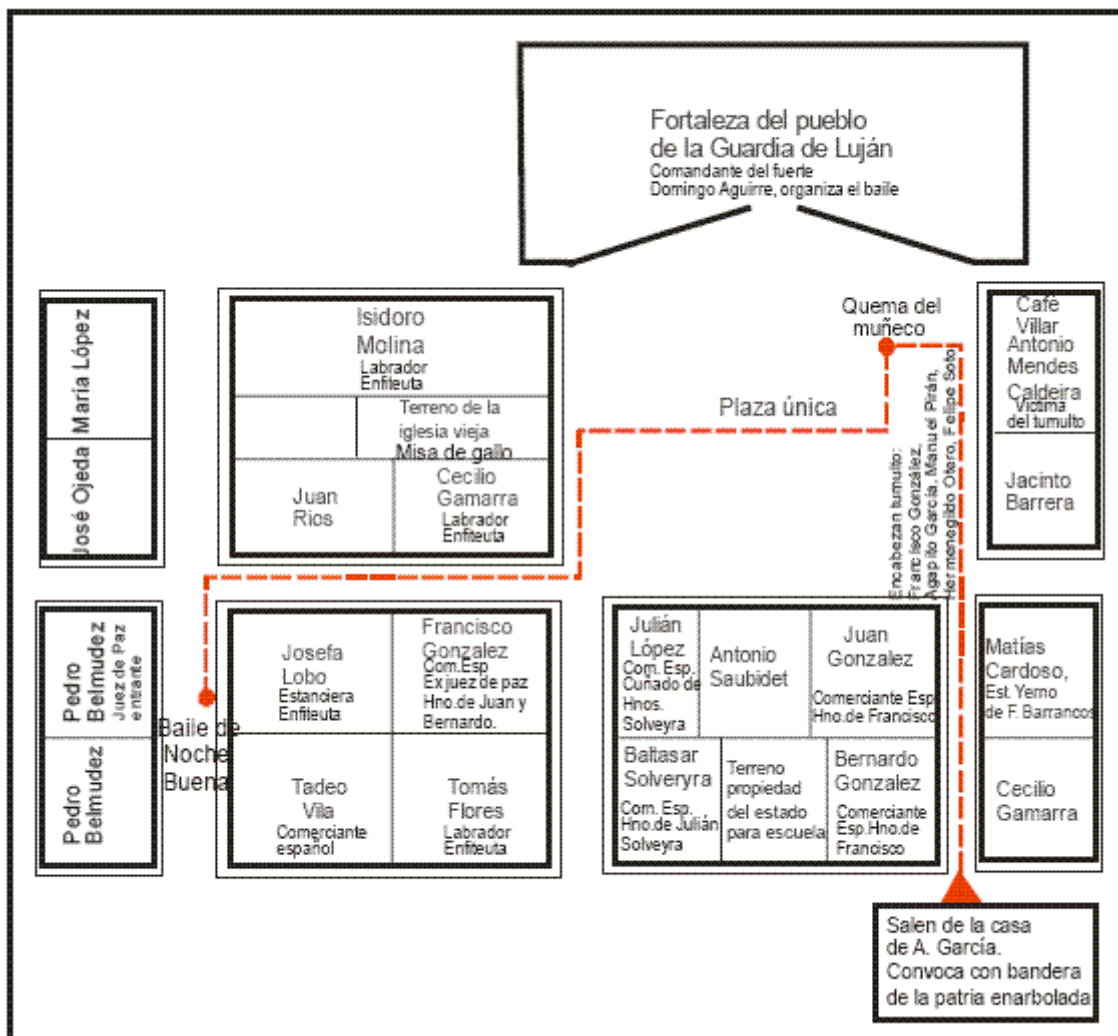 Fortaleza del pueblo
de la Guardia de Luján
Comandante del fuerte
Domingo Aguirre, organiza el baile
María López
José Ojeda
Isidoro
Molina
Labrador
Enfiteuta
Terreno de la
iglesia vieja
Misa de gallo
Juan
Rios
Cecilio
Gamarra
Labrador
Enfiteuta
Plaza única
Quema del
muñeco
Encabezan tumulto:
Francisco González,
Agapito García, Manuel Pirán,
Hermenegildo Otero, Felipe Soto
Café
Villar
Antonio
Mendes
Caldeira
Víctima
del tumulto
Jacinto
Barrera
Pedro
Belmudez
Juez de Paz
entrante
Pedro
Belmudez
Baile de
Noche
Buena
Josefa
Lobo
Estanciera
Enfiteuta
Francisco
Gonzalez
Com.Esp
Ex juez de paz
Hno.de Juan y
Bernardo.
Tadeo
Vila
Comerciante
español
Tomás
Flores
Labrador
Enfiteuta
Julián
López
Com. Esp.
Cuñado de
Hnos.
Solveyra
Antonio
Saubidet
Juan
Gonzalez
Comerciante Esp.
Hno.de Francisco
Baltasar
Solveryra
Com. Esp.
Hno.de Julián
Solveyra
Terreno
propiedad
del estado
para escuela
Bernardo
Gonzalez
Comerciante
Esp.Hno.de
Francisco
Matías
Cardoso,
Est. Yerno
de F. Barrancos
Cecilio
Gamarra
Salen de la casa
de A. García.
Convoca con bandera
de la patria enarbolada